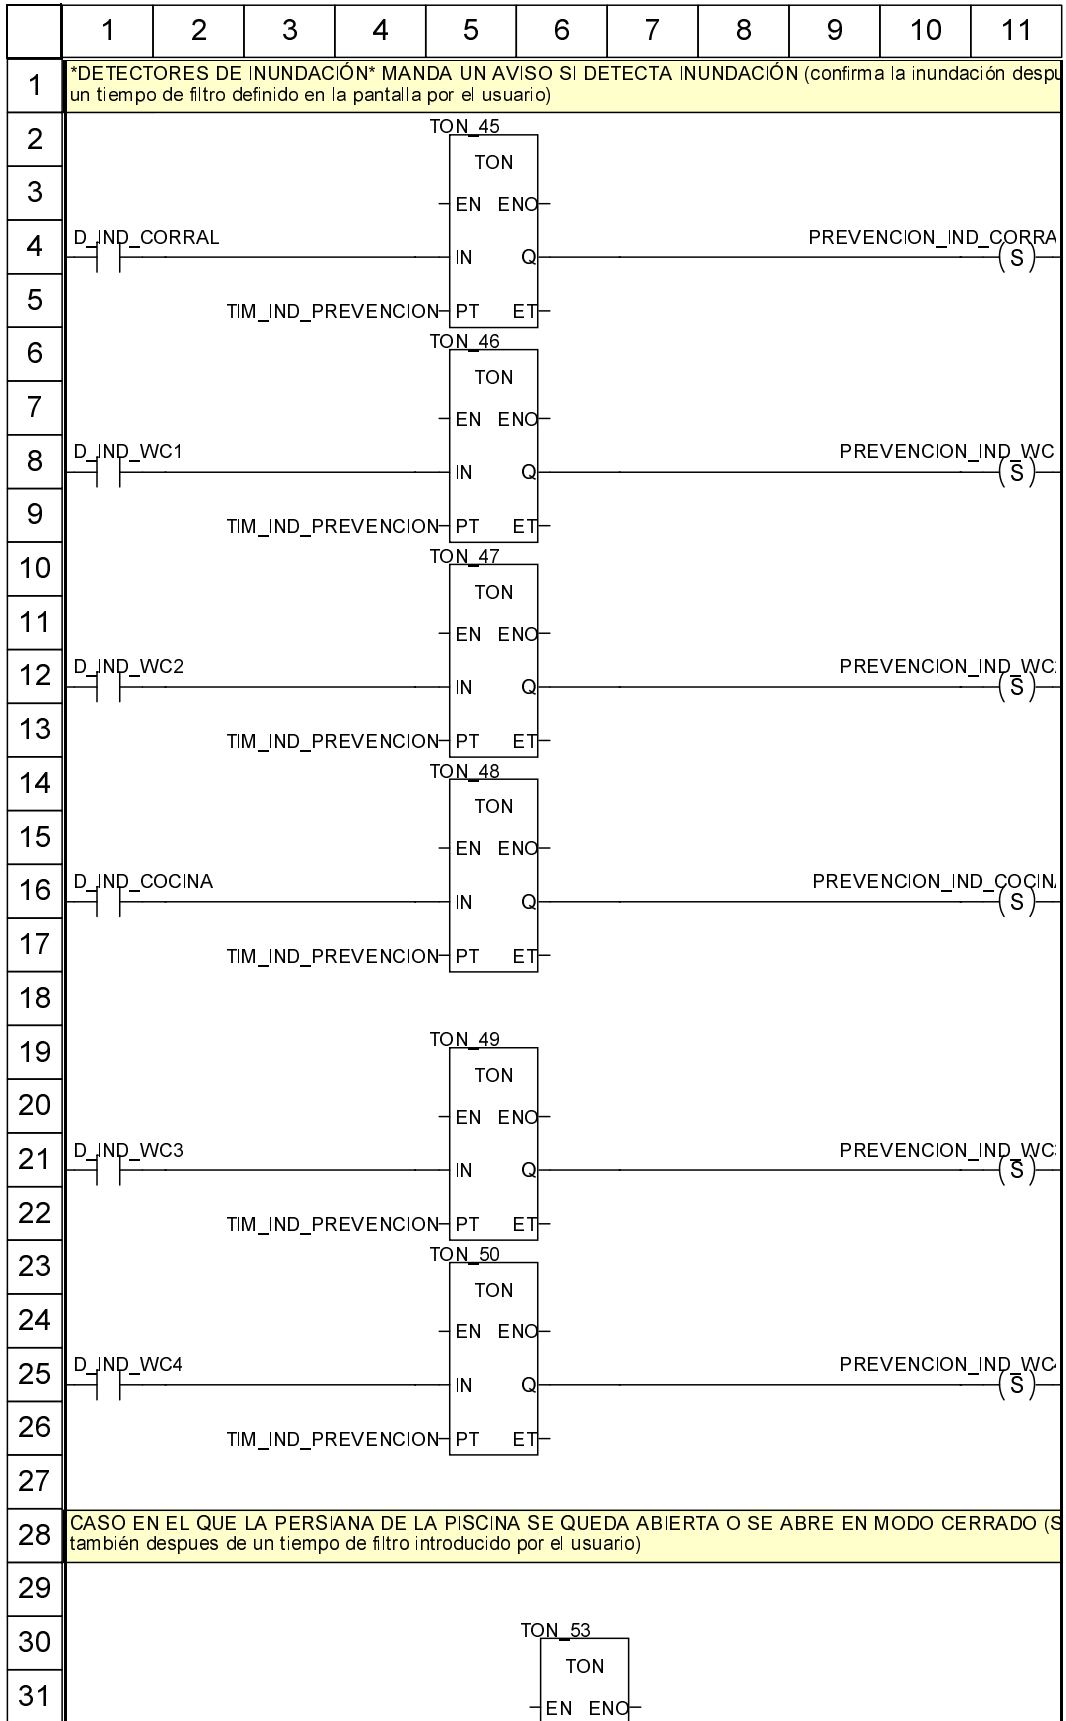 1 2 3 4 5 6 7 8 9 10 11
1
*DETECTORES DE INUNDACIÓN* MANDA UN AVISO SI DETECTA INUNDACIÓN (confirma la inundación
un tiempo de filtro definido en la pantalla por el usuario)
2
TON_45
TON
3
EN ENO
4
D_IND_CORRAL
PREVENCION_IND_CORRA
IN Q
S
5
TIM_IND_PREVENCION PT ET
6
TON_46
TON
7
EN ENO
8
D_IND_WC1
PREVENCION_IND_WC
IN Q
S
9
TIM_IND_PREVENCION PT ET
10
TON_47
TON
11
EN ENO
12
D_IND_WC2
PREVENCION_IND_WC
IN Q
S
13
TIM_IND_PREVENCION PT ET
14
TON_48
TON
15
EN ENO
16
D_IND_COCINA
PREVENCION_IND_COCIN
IN Q
S
17
TIM_IND_PREVENCION PT ET
18
19
TON_49
TON
20
EN ENO
21
D_IND_WC3
PREVENCION_IND_WC
IN Q
S
22
TIM_IND_PREVENCION PT ET
23
TON_50
TON
24
EN ENO
25
D_IND_WC4
PREVENCION_IND_WC
IN Q
S
26
TIM_IND_PREVENCION PT ET
27
28
CASO EN EL QUE LA PERSIANA DE LA PISCINA SE QUEDA ABIERTA O SE ABRE EN MODO CERRADO (S
también despues de un tiempo de filtro introducido por el usuario)
29
30
TON_53
TON
31
EN ENO